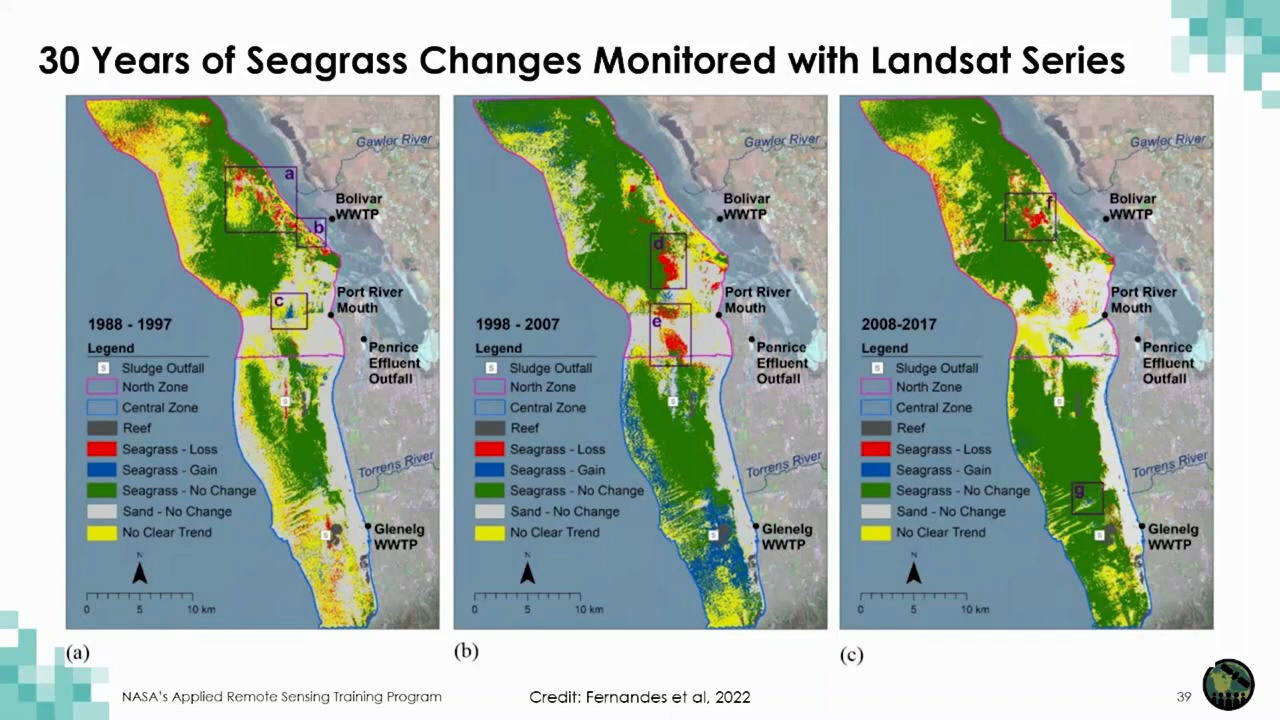 30 Years of Seagrass Changes Monitored with Landsat Series
Gawler River
a
Bolivar
WWTP
b
c
Port River
Mouth
1988 - 1997
Penrice
Effluent
Outfall
Legend
S Sludge Outfall
North Zone
Central Zone
Reef
Seagrass - Loss
Seagrass - Gain
Seagrass - No Change
Sand - No Change
No Clear Trend
S
Torrens River
S
Glenelg
WWTP
N
0 5 10 km
(a)
Gawler River
Bolivar
WWTP
d
Port River
Mouth
e
1998 - 2007
Penrice
Effluent
Outfall
Legend
S Sludge Outfall
North Zone
Central Zone
Reef
Seagrass - Loss
Seagrass - Gain
Seagrass - No Change
Sand - No Change
No Clear Trend
S
Torrens River
S
Glenelg
WWTP
N
0 5 10 km
(b)
Gawler River
f
Bolivar
WWTP
Port River
Mouth
2008-2017
Penrice
Effluent
Outfall
Legend
S Sludge Outfall
North Zone
Central Zone
Reef
Seagrass - Loss
Seagrass - Gain
Seagrass - No Change
Sand - No Change
No Clear Trend
S
Torrens River
g
S
Glenelg
WWTP
N
0 5 10 km
(c)
NASA's Applied Remote Sensing Training Program
Credit: Fernandes et al, 2022
39